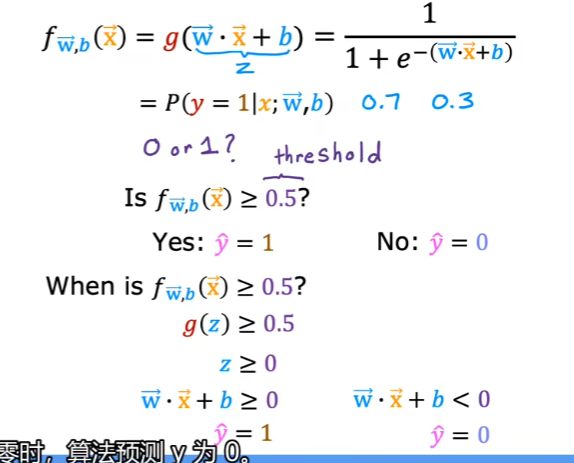 f_{w⃗,b}(x⃗) = g(w⃗ · x⃗ + b) = 1 / (1 + e^{-(w⃗·x⃗+b)})
z
= P(y = 1|x; w⃗,b) 0.7 0.3
0 or 1? threshold
Is f_{w⃗,b}(x⃗) ≥ 0.5?
Yes: ŷ = 1 No: ŷ = 0
When is f_{w⃗,b}(x⃗) ≥ 0.5?
g(z) ≥ 0.5
z ≥ 0
w⃗ · x⃗ + b ≥ 0 w⃗ · x⃗ + b < 0
ŷ = 1 ŷ = 0
零时，算法预测 y 为 0。